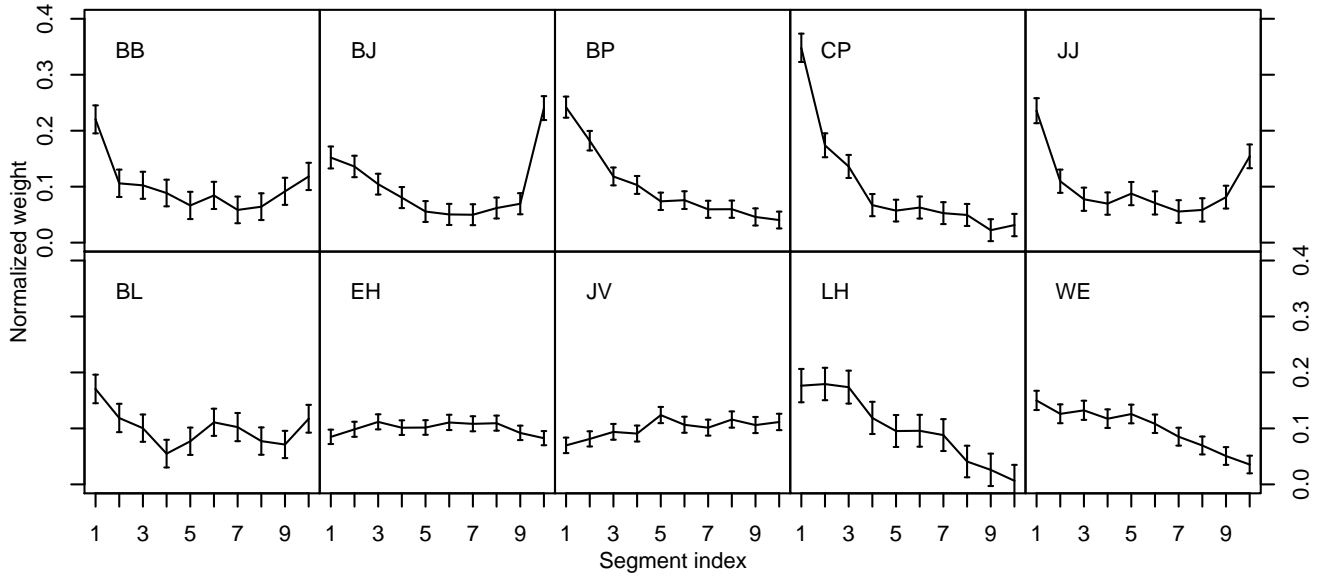 Normalized weight
0.0 0.1 0.2 0.3 0.4
BB BJ BP CP JJ
BL EH JV LH WE
0.0 0.1 0.2 0.3 0.4
1 3 5 7 9 1 3 5 7 9 1 3 5 7 9 1 3 5 7 9 1 3 5 7 9
Segment index